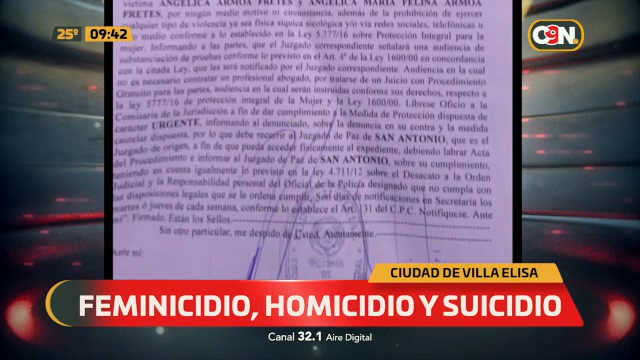 25º 09:42
C9N
víctima ANGELICA ARMOA FRETES y ANGELICA MARIA FELINA ARMOA
FRETES, por ningún medio motivo ni circunstancia, además de la prohibición de ejercer
cualquier tipo de violencia ya sea física síquica sicológica y/o vía redes sociales, telefónicas u
medio conforme a lo establecido en la Ley 5.777/16 sobre Protección Integral para la
mujer. Informando a las partes, que el Juzgado correspondiente señalará una audiencia de
substanciación de pruebas conforme lo previsto en el Art. 4º de la Ley 1600/00 en concordancia
con la citada Ley, que les será notificado por el Juzgado correspondiente. Audiencia en la cual
no es necesario contratar un profesional abogado, por tratarse de un Juicio con Procedimiento
Gratuito para las partes, audiencia en la cual serán instruidas conforme sus derechos, respecto a
la ley 5777/16 de protección integral de la Mujer y la Ley 1600/00. Líbrese Oficio a la
Comisaría de la Jurisdicción a fin de dar cumplimiento a la Medida de Protección dispuesta de
carácter URGENTE, informando al denunciado, sobre la denuncia en su contra y la medida
cautelar dispuesta, por lo que debe recurrir al Juzgado de Paz de SAN ANTONIO, que es el
Juzgado de origen, a fin de que pueda acceder físicamente al expediente, debiendo labrar Acta
del Procedimiento e informar al Juzgado de Paz de SAN ANTONIO, sobre su cumplimiento,
teniendo en cuenta igualmente lo previsto en la ley 4.711/12 sobre el Desacato a la Orden
Judicial y la Responsabilidad personal del Oficial de la Policía designado que no cumpla con
las disposiciones legales que se le ordena cumplir. Son días de notificaciones en Secretaría los
martes ó jueves de cada semana, conforme lo establece el Art. 131 del C.P.C. Notifíquese. Ante
mí". Firmado. Están los Sellos.
Sin otro particular, me despido de Usted. Atentamente.
Ante mí:
CIUDAD DE VILLA ELISA
FEMINICIDIO, HOMICIDIO Y SUICIDIO
Canal 32.1 Aire Digital